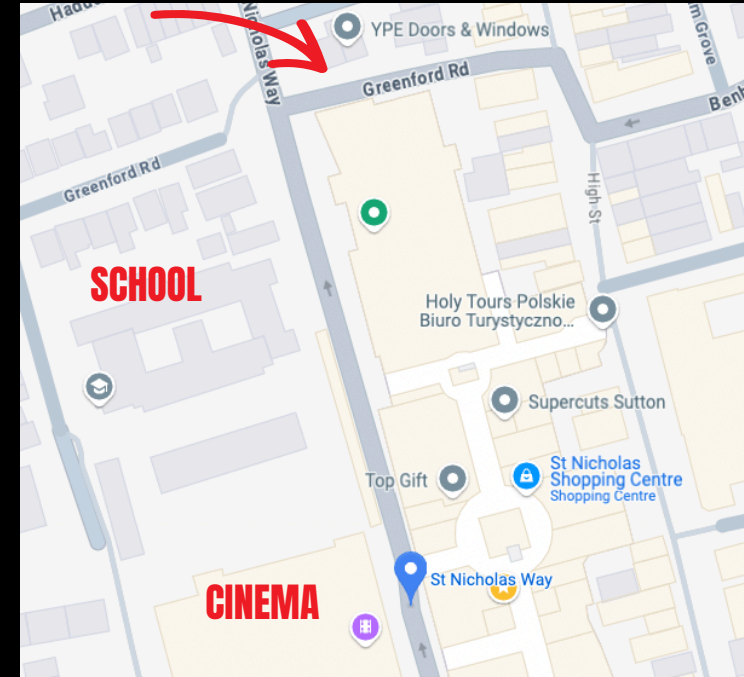 Nicholas Way
YPE Doors & Windows
Greenford Rd
Greenford Rd
High St
SCHOOL
Holy Tours Polskie
Biuro Turystyczno...
Supercuts Sutton
Top Gift
St Nicholas
Shopping Centre
Shopping Centre
St Nicholas Way
CINEMA